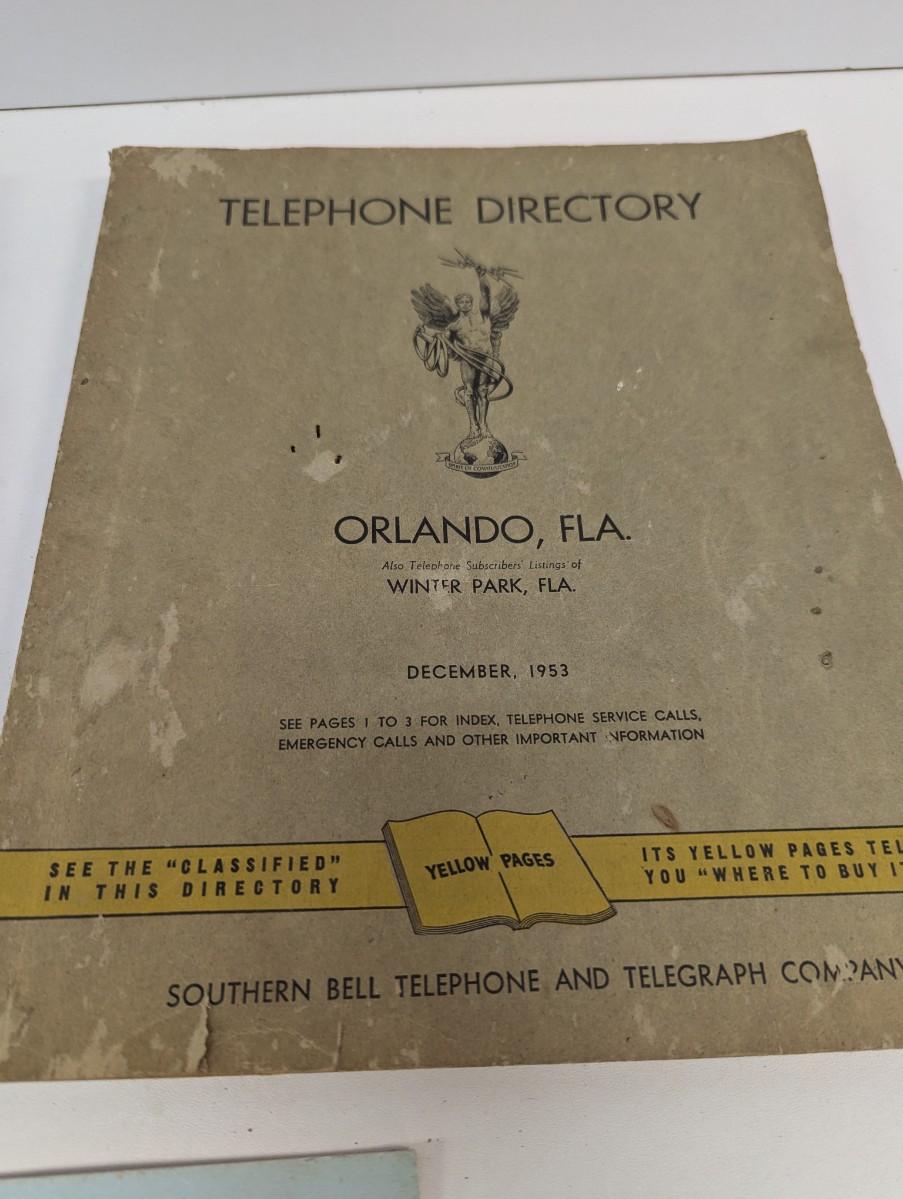 TELEPHONE DIRECTORY
SPIRIT OF COMMUNICATION
ORLANDO, FLA.
Also Telephone Subscribers' Listings of
WINTER PARK, FLA.
DECEMBER, 1953
SEE PAGES 1 TO 3 FOR INDEX, TELEPHONE SERVICE CALLS,
EMERGENCY CALLS AND OTHER IMPORTANT INFORMATION
SEE THE "CLASSIFIED"
IN THIS DIRECTORY
YELLOW PAGES
ITS YELLOW PAGES TEL
YOU "WHERE TO BUY IT
SOUTHERN BELL TELEPHONE AND TELEGRAPH COMPANY